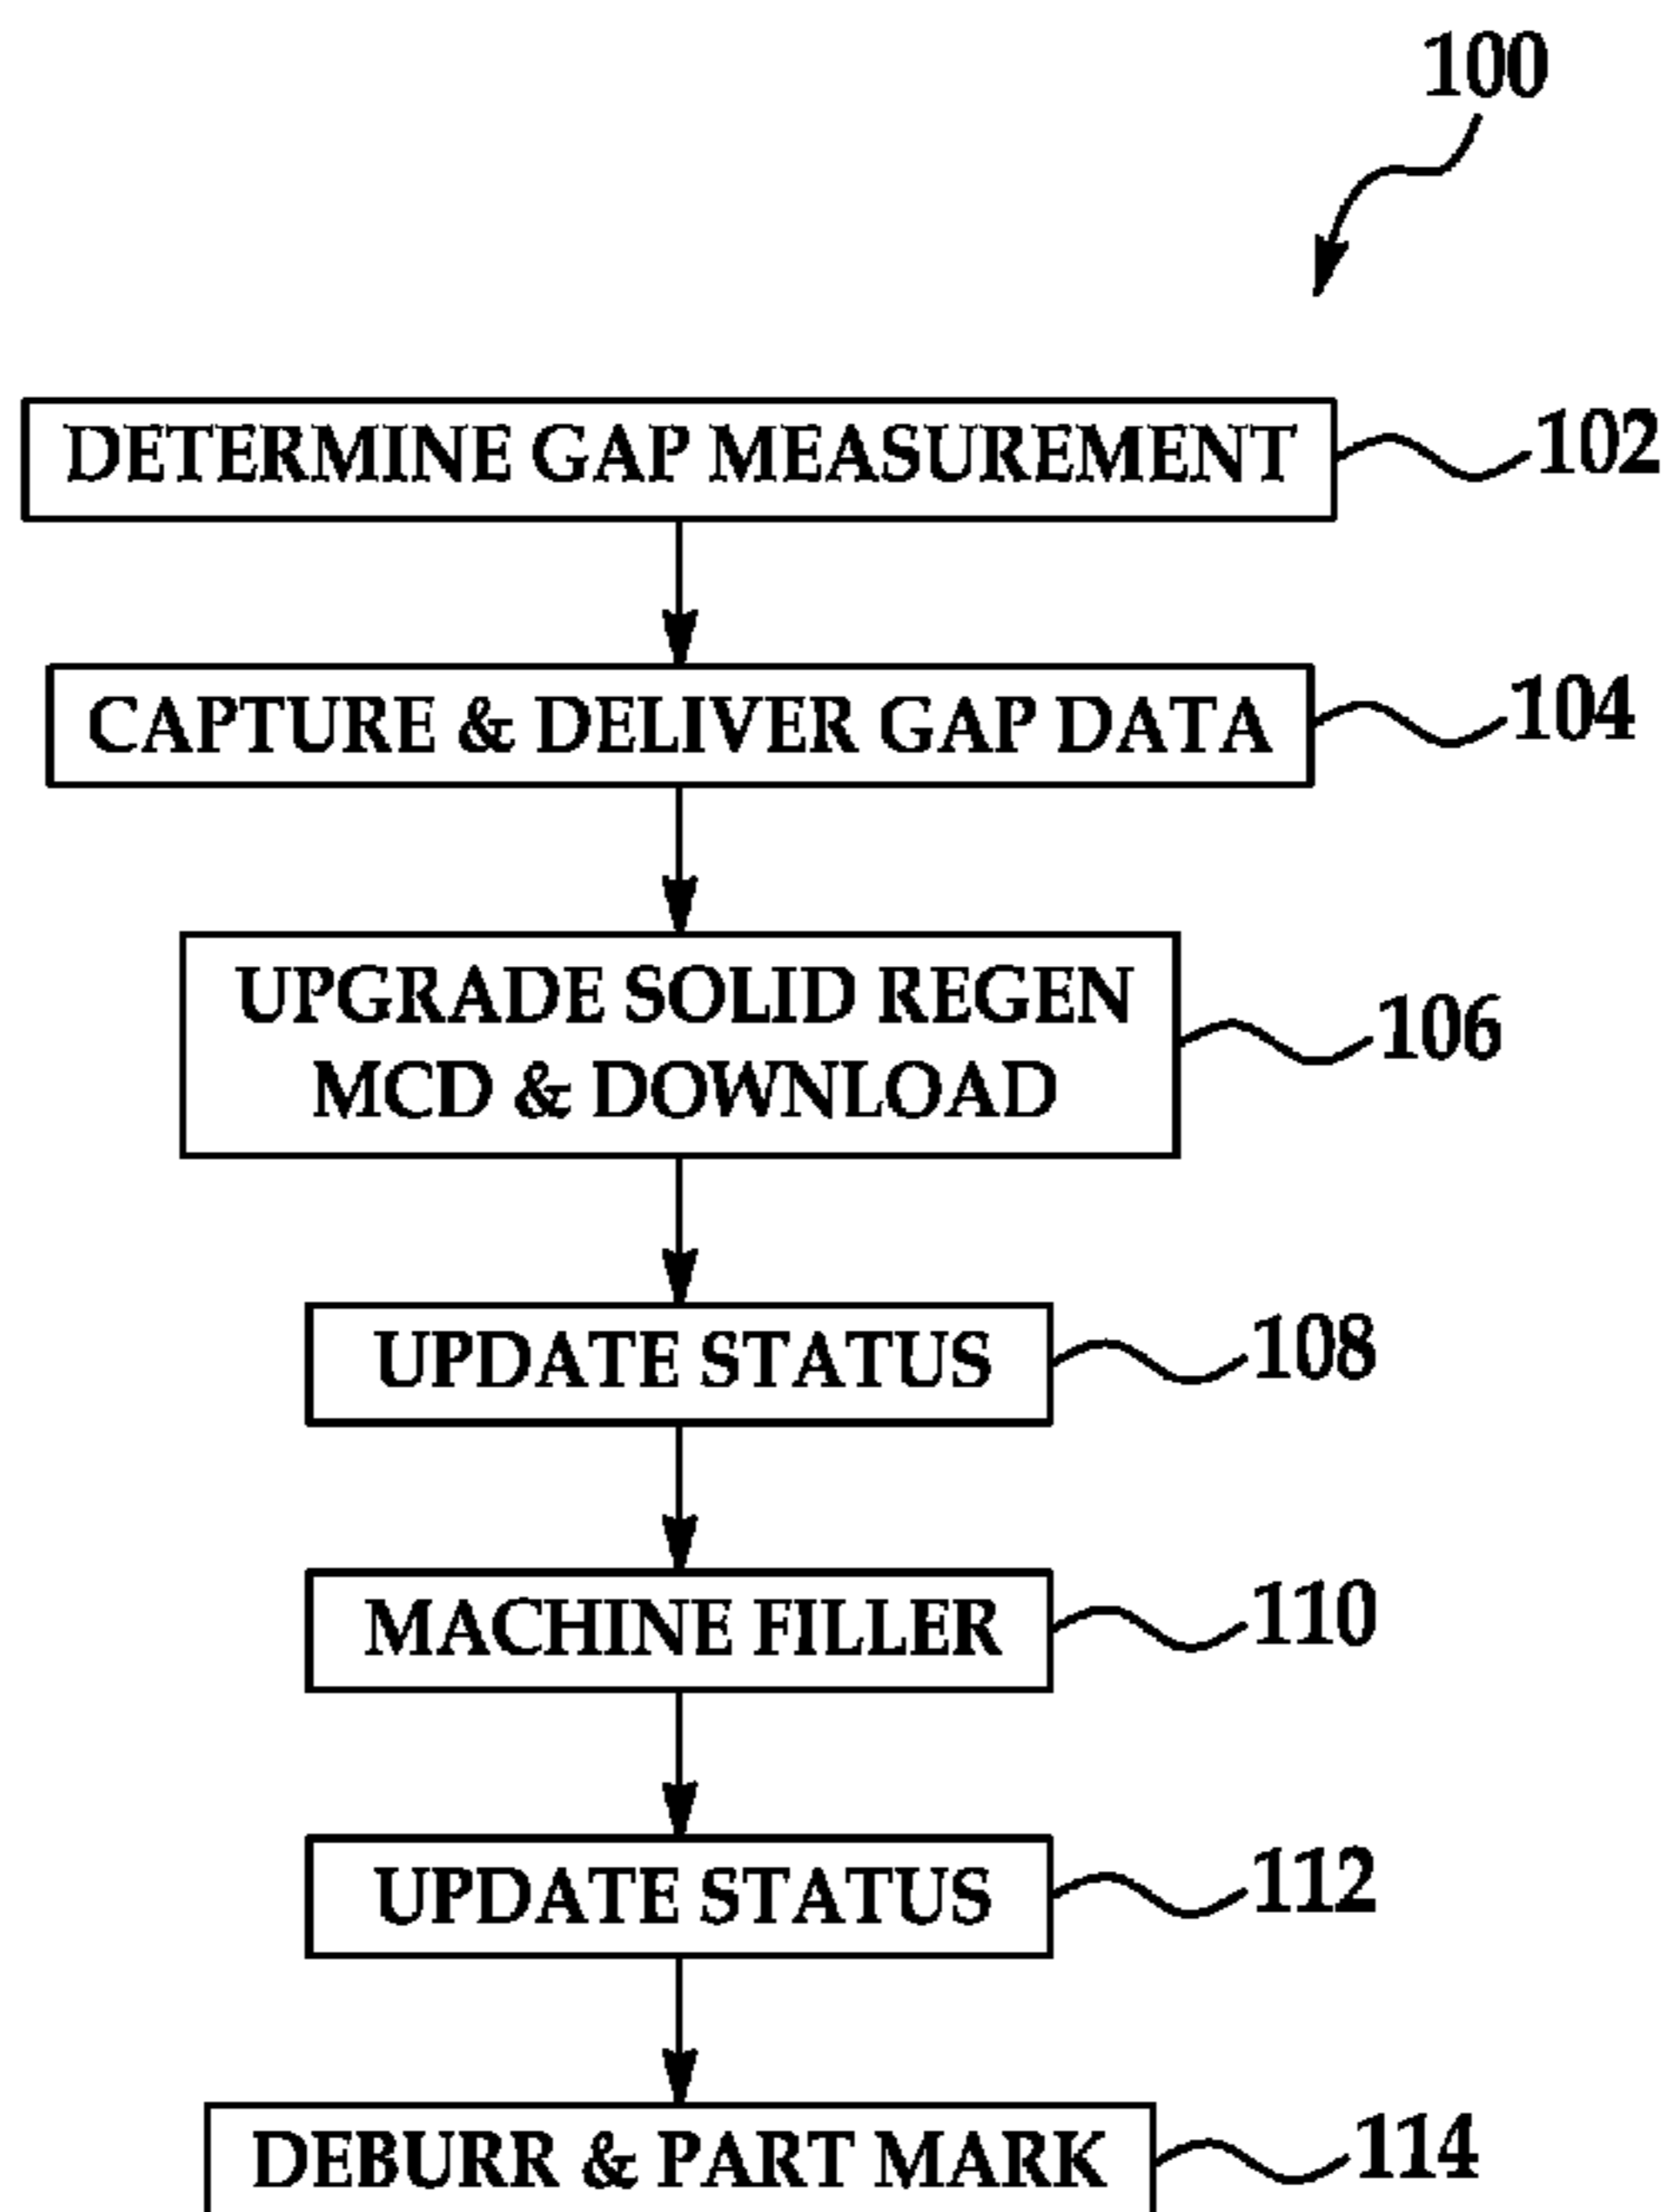 100
DETERMINE GAP MEASUREMENT 102
CAPTURE & DELIVER GAP DATA 104
UPGRADE SOLID REGEN
MCD & DOWNLOAD
106
UPDATE STATUS 108
MACHINE FILLER 110
UPDATE STATUS 112
DEBURR & PART MARK 114